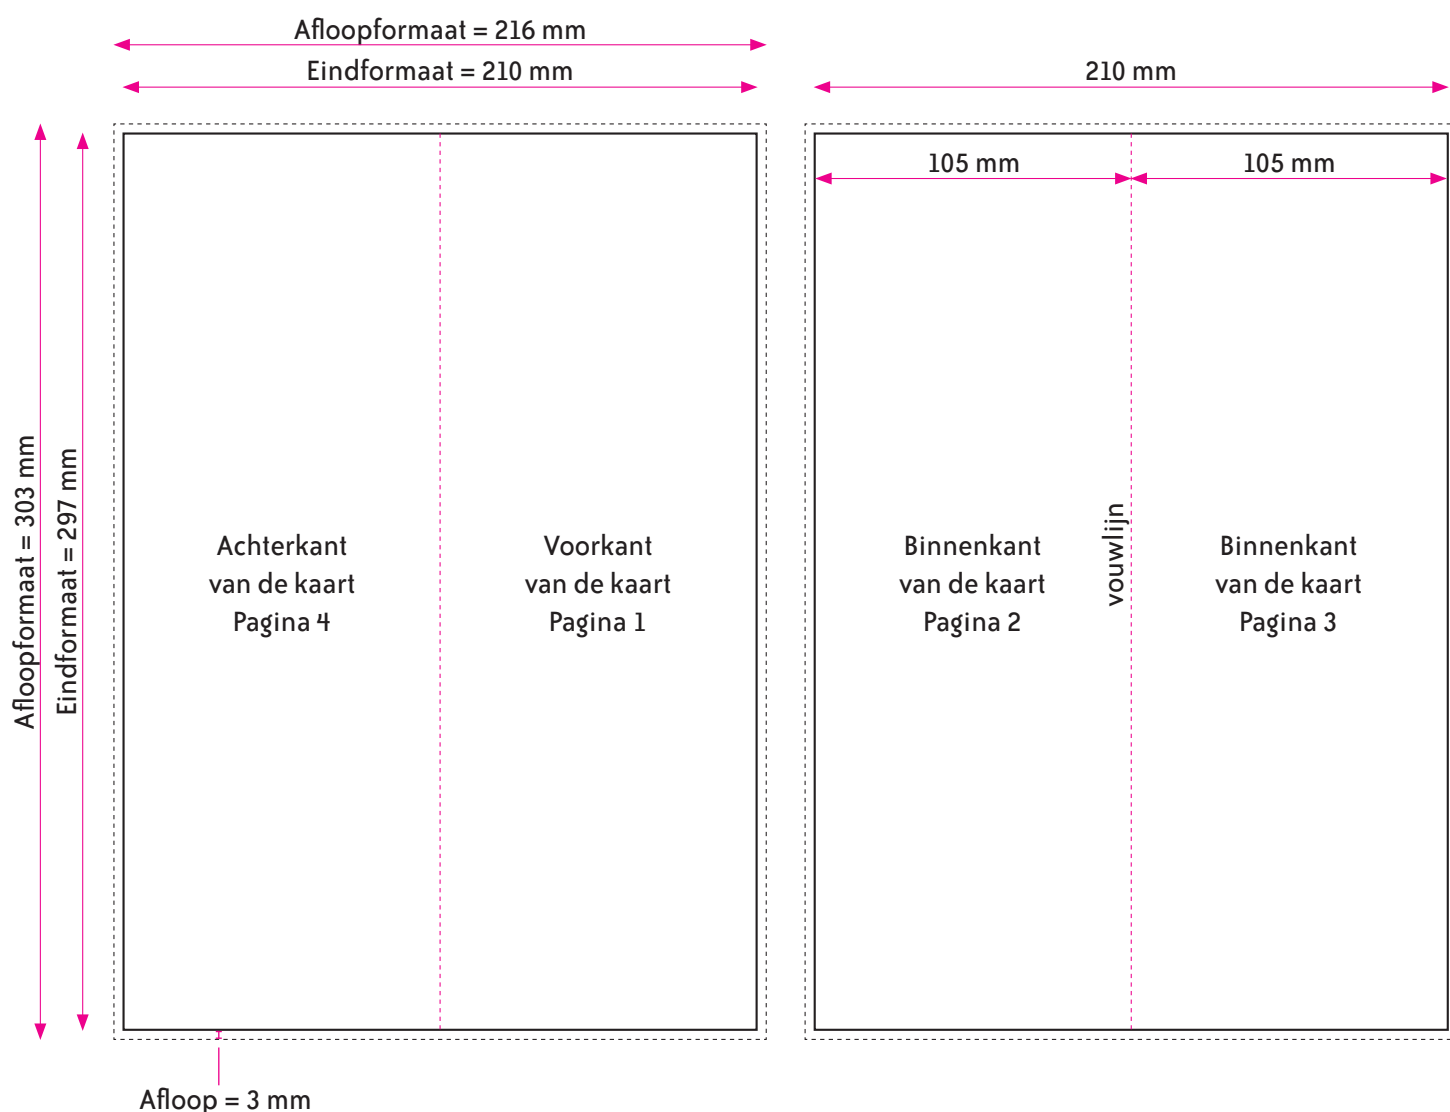 Afloopformaat = 216 mm
Eindformaat = 210 mm
210 mm
105 mm
105 mm
Afloopformaat = 303 mm
Eindformaat = 297 mm
Achterkant
van de kaart
Pagina 4
Voorkant
van de kaart
Pagina 1
Binnenkant
van de kaart
Pagina 2
vouwlijn
Binnenkant
van de kaart
Pagina 3
Afloop = 3 mm